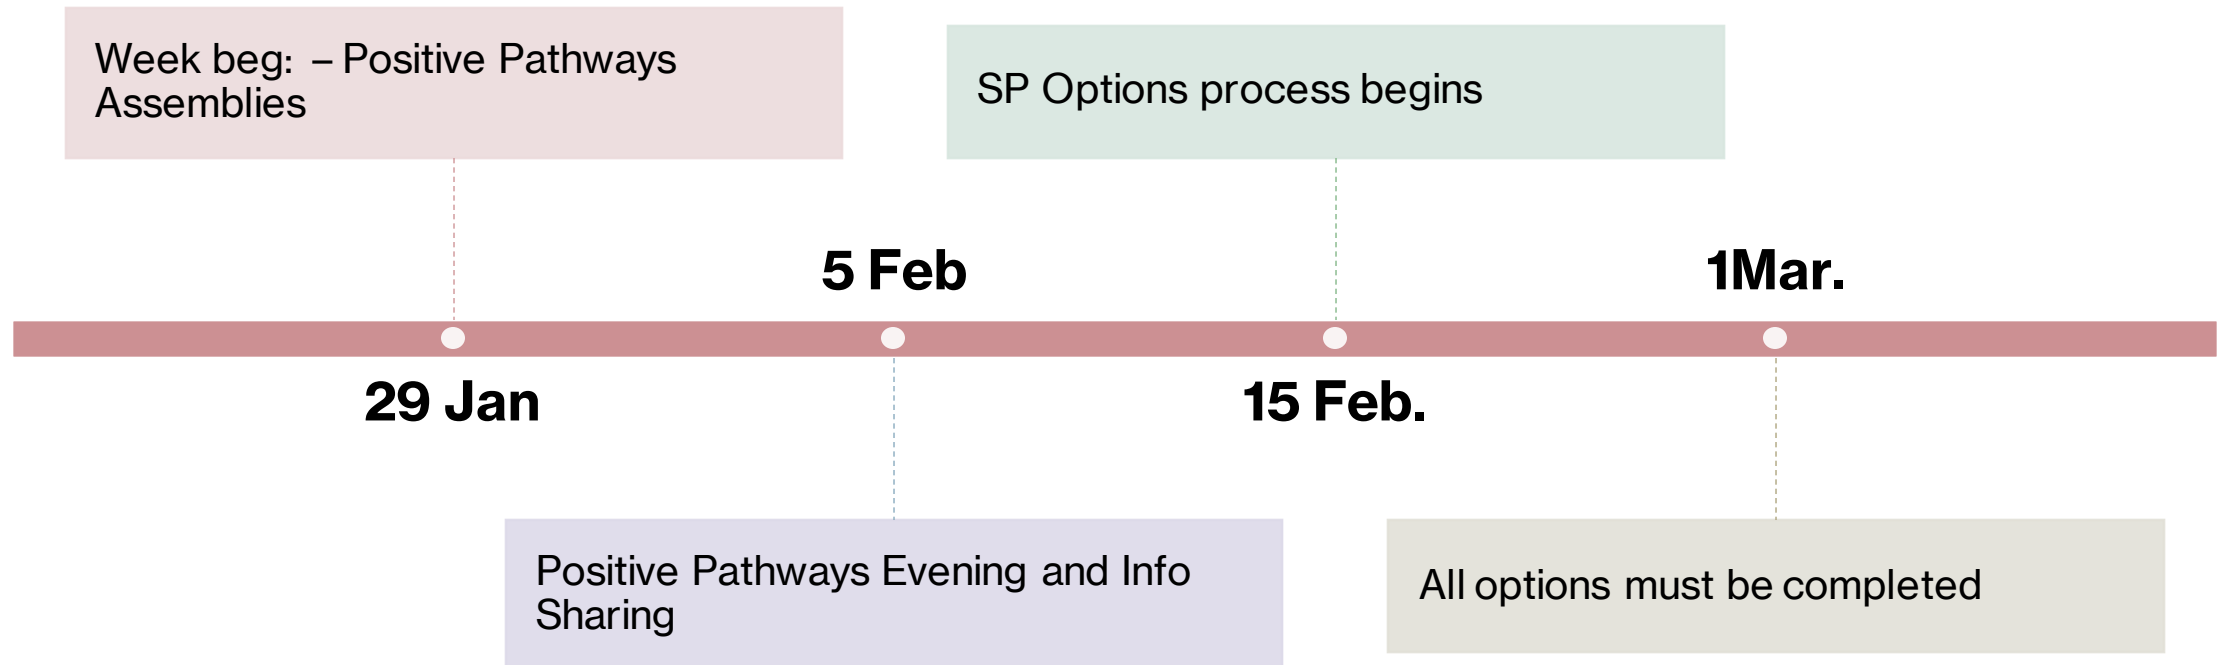 Week beg: – Positive Pathways
Assemblies
SP Options process begins
5 Feb
1Mar.
29 Jan
15 Feb.
Positive Pathways Evening and Info
Sharing
All options must be completed